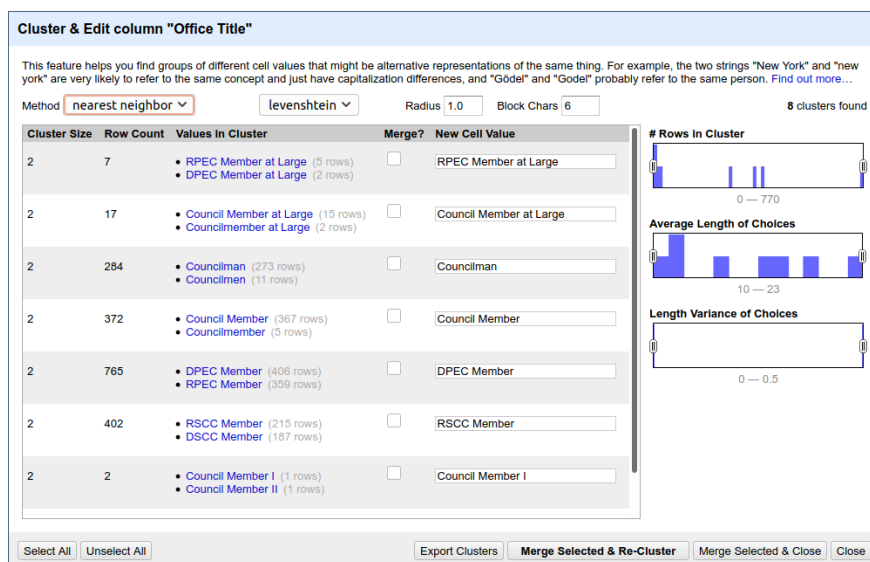 Cluster & Edit column "Office Title"
This feature helps you find groups of different cell values that might be alternative representations of the same thing. For example, the two strings "New York" and "new
york" are very likely to refer to the same concept and just have capitalization differences, and "Gödel" and "Godel" probably refer to the same person. Find out more…
Method nearest neighbor levenshtein Radius 1.0 Block Chars 6 8 clusters found
Cluster Size Row Count Values in Cluster Merge? New Cell Value
2 7 • RPEC Member at Large (5 rows) RPEC Member at Large
• DPEC Member at Large (2 rows)
2 17 • Council Member at Large (15 rows) Council Member at Large
• Councilmember at Large (2 rows)
2 284 • Councilman (273 rows) Councilman
• Councilmen (11 rows)
2 372 • Council Member (367 rows) Council Member
• Councilmember (5 rows)
2 765 • DPEC Member (406 rows) DPEC Member
• RPEC Member (359 rows)
2 402 • RSCC Member (215 rows) RSCC Member
• DSCC Member (187 rows)
2 2 • Council Member I (1 rows) Council Member I
• Council Member II (1 rows)
# Rows in Cluster
0 — 770
Average Length of Choices
10 — 23
Length Variance of Choices
0 — 0.5
Select All Unselect All Export Clusters Merge Selected & Re-Cluster Merge Selected & Close Close